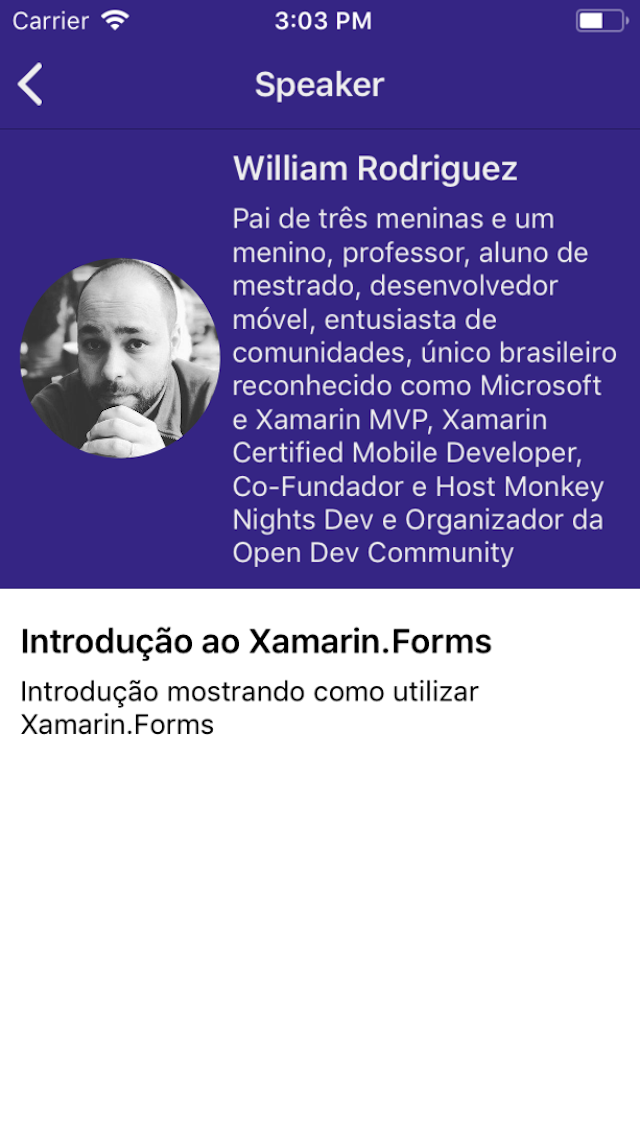 Carrier 3:03 PM
Speaker
William Rodriguez
Pai de três meninas e um
menino, professor, aluno de
mestrado, desenvolvedor
móvel, entusiasta de
comunidades, único brasileiro
reconhecido como Microsoft
e Xamarin MVP, Xamarin
Certified Mobile Developer,
Co-Fundador e Host Monkey
Nights Dev e Organizador da
Open Dev Community
Introdução ao Xamarin.Forms
Introdução mostrando como utilizar
Xamarin.Forms